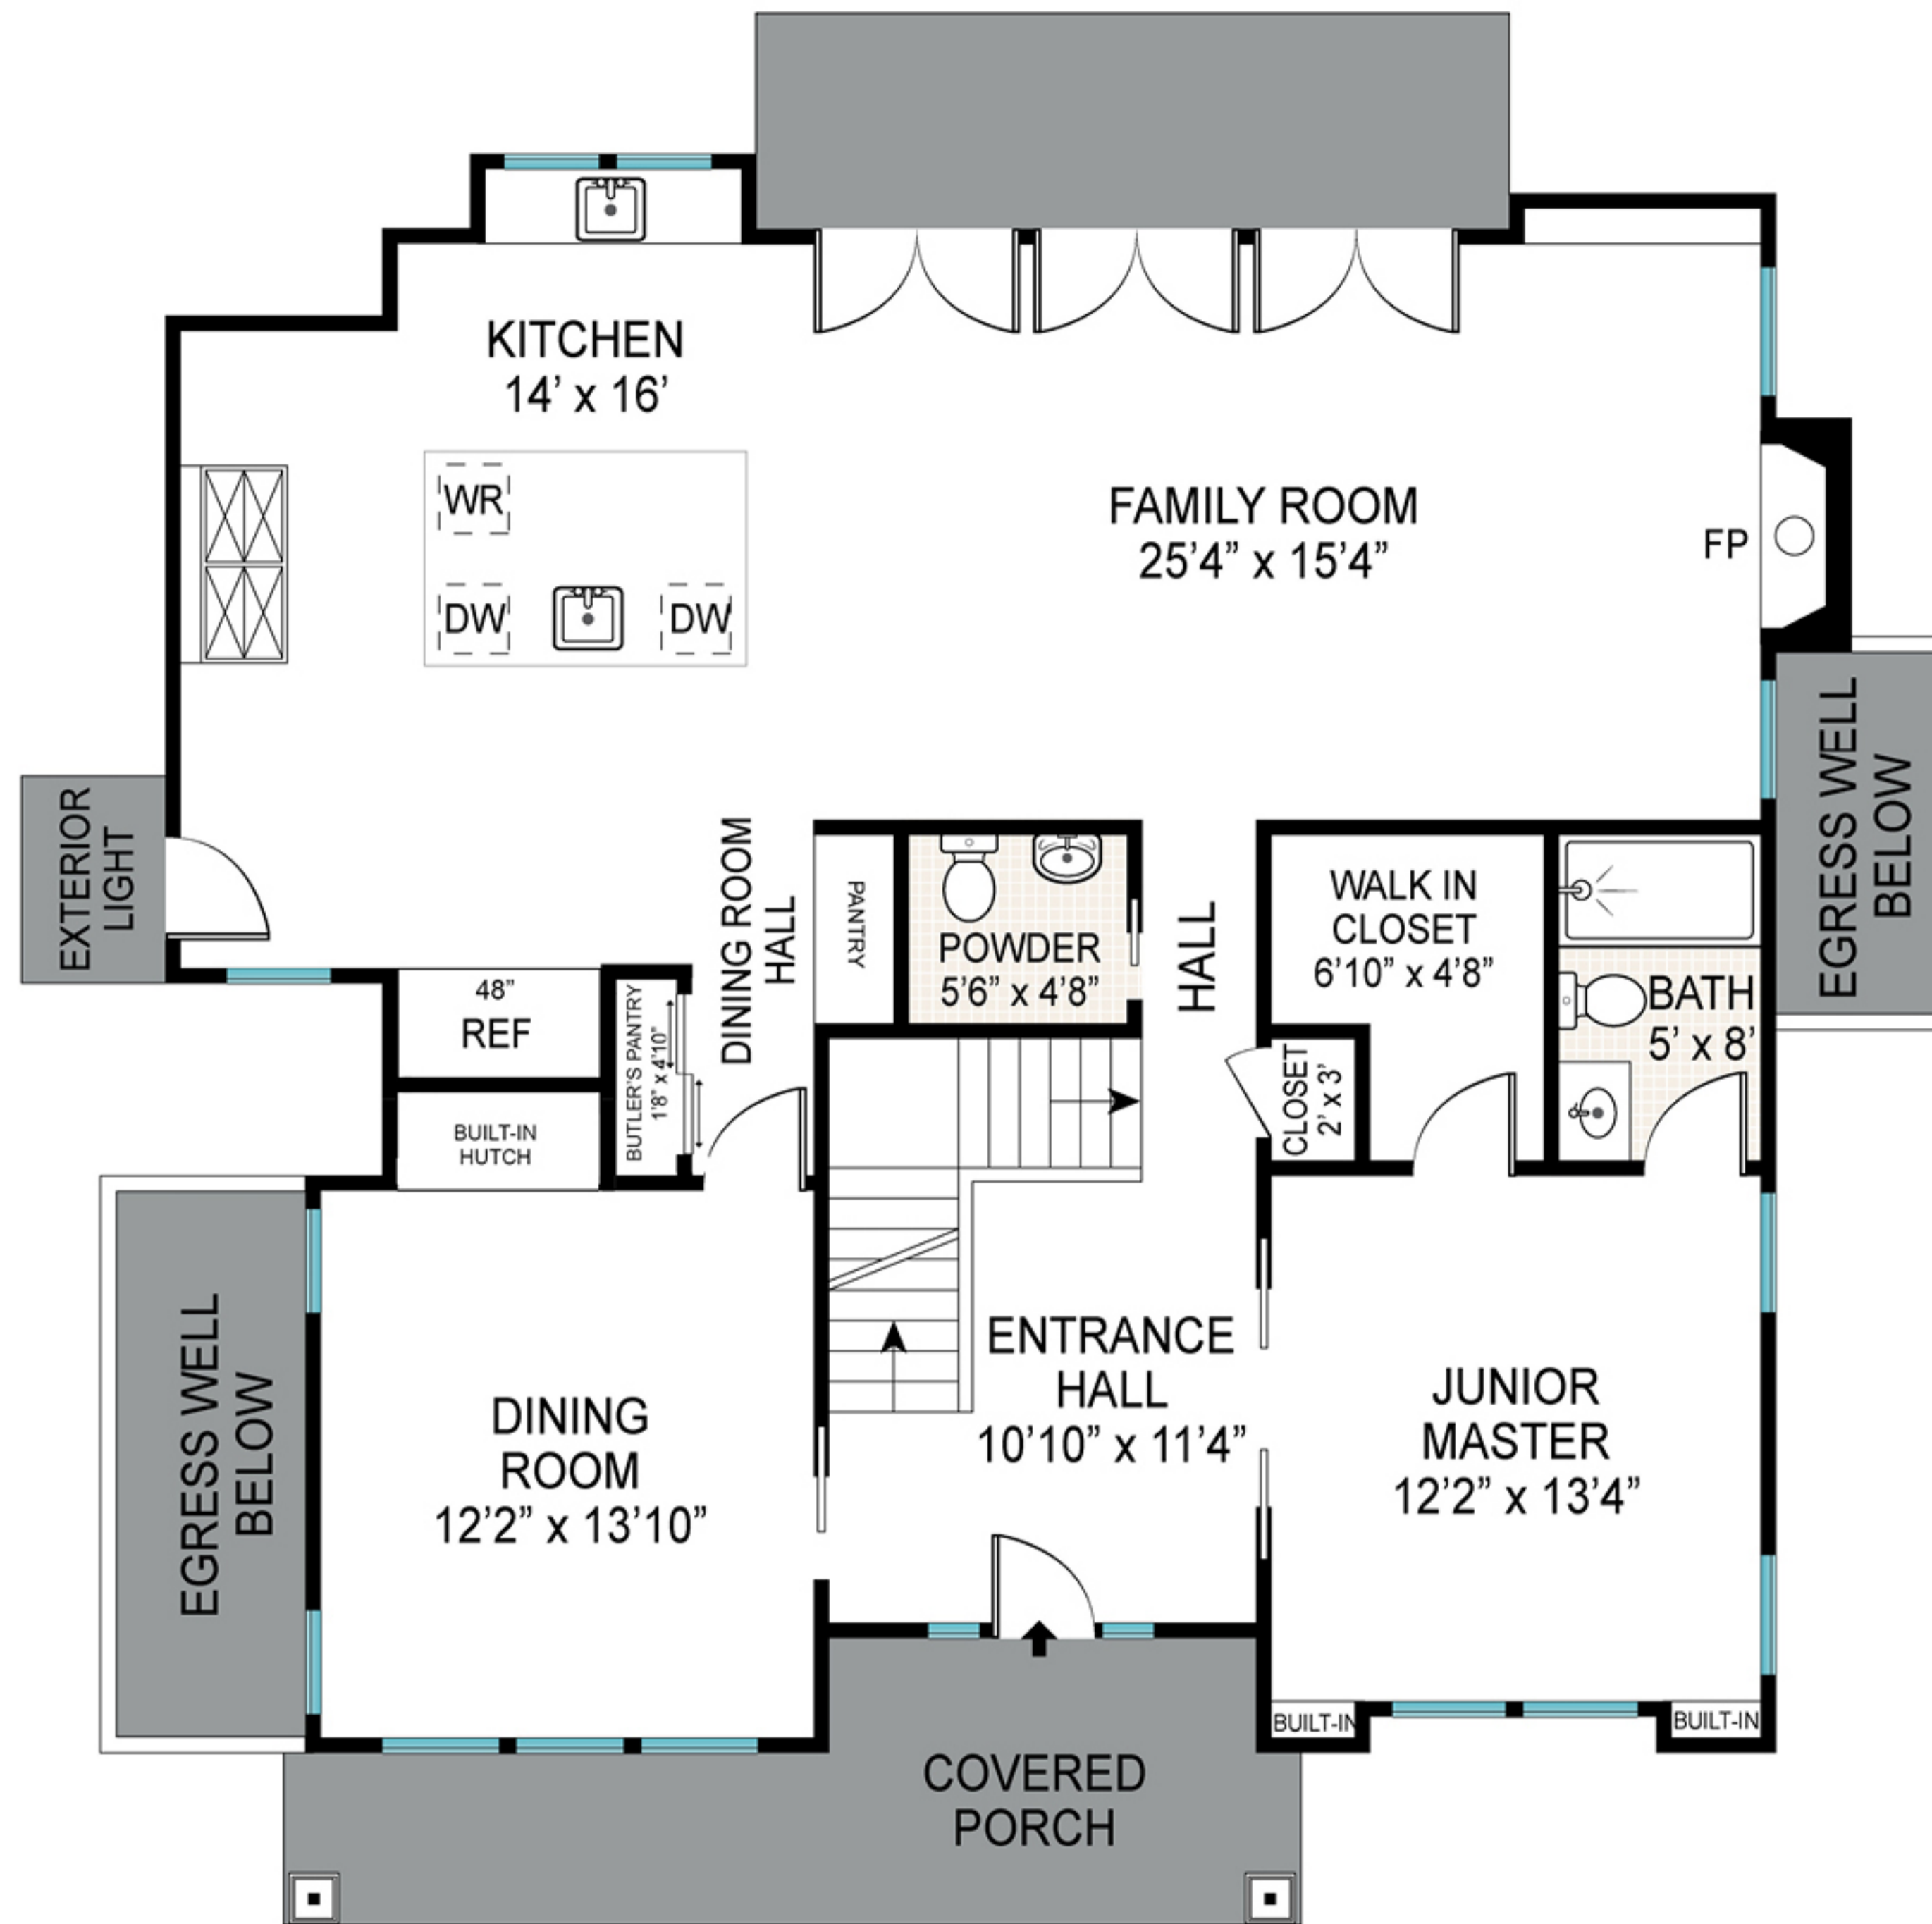 KITCHEN
14’ x 16’
WR
DW
DW
FAMILY ROOM
25’4” x 15’4”
FP
EXTERIOR
LIGHT
DINING ROOM
HALL
PANTRY
POWDER
5’6” x 4’8”
HALL
WALK IN
CLOSET
6’10” x 4’8”
BATH
5’ x 8’
EGRESS WELL
BELOW
48”
REF
BUTLER’S PANTRY
1’8” x 4’10”
BUILT-IN
HUTCH
CLOSET
2’ x 3’
EGRESS WELL
BELOW
DINING
ROOM
12’2” x 13’10”
ENTRANCE
HALL
10’10” x 11’4”
JUNIOR
MASTER
12’2” x 13’4”
BUILT-IN
BUILT-IN
COVERED
PORCH